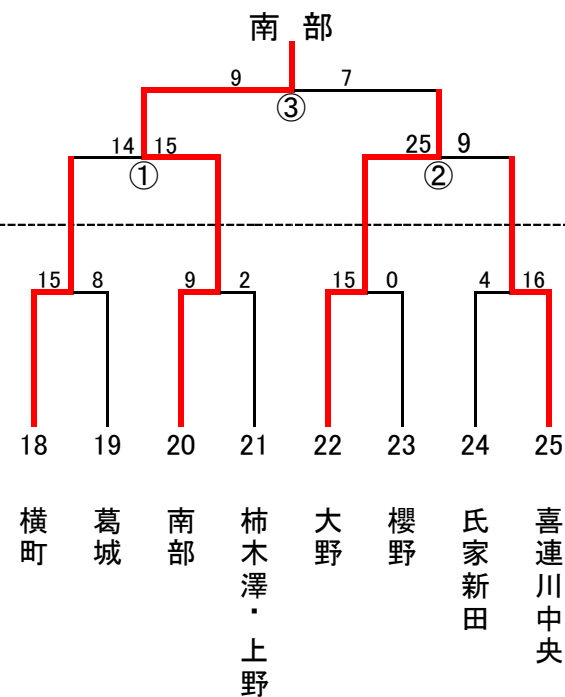 南 部
9 7
③
14 15 25 9
① ②
15 8 9 2 15 0 4 16
18 19 20 21 22 23 24 25
横町
葛城
南部
柿木澤・上野
大野
櫻野
氏家新田
喜連川中央